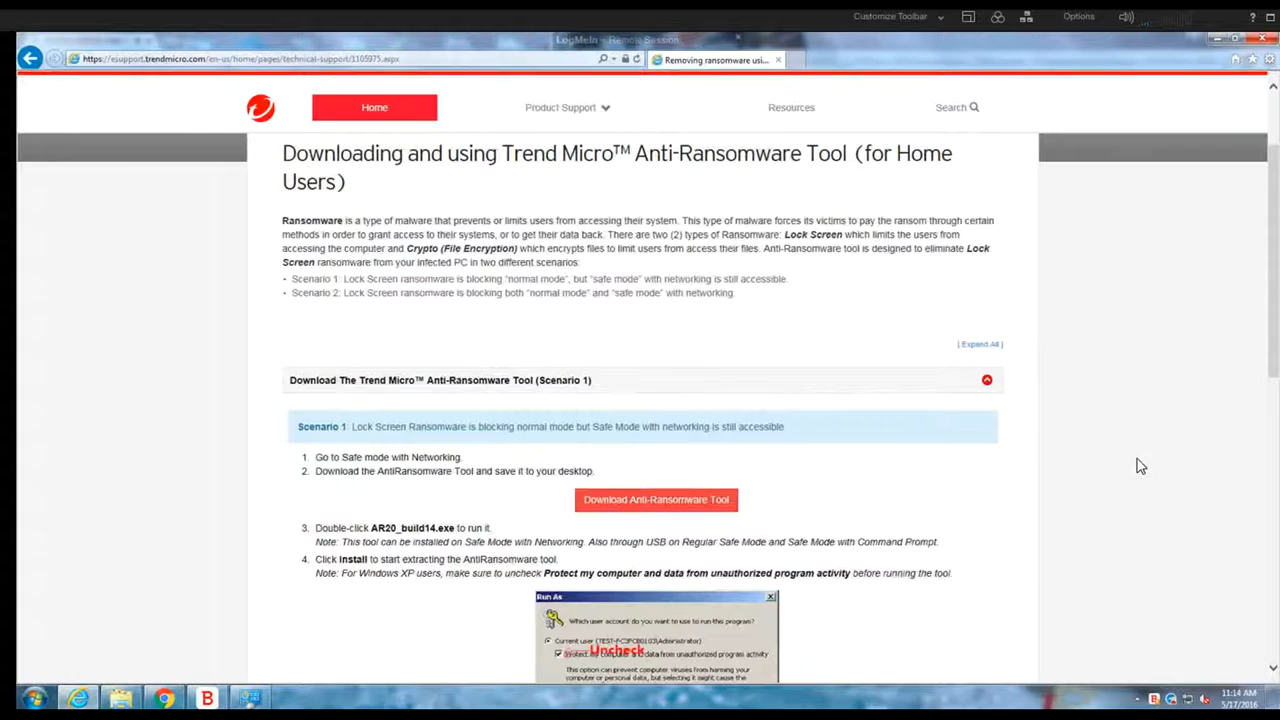 Customize Toolbar
Options
?
LogMeIn - Remote Session
https://esupport.trendmicro.com/en-us/home/pages/technical-support/1105975.aspx
Removing ransomware usi...
Home
Product Support
Resources
Search
Downloading and using Trend Micro™ Anti-Ransomware Tool (for Home
Users)
Ransomware is a type of malware that prevents or limits users from accessing their system. This type of malware forces its victims to pay the ransom through certain
methods in order to grant access to their systems, or to get their data back. There are two (2) types of Ransomware: Lock Screen which limits the users from
accessing the computer and Crypto (File Encryption) which encrypts files to limit users from access their files. Anti-Ransomware tool is designed to eliminate Lock
Screen ransomware from your infected PC in two different scenarios:
• Scenario 1: Lock Screen ransomware is blocking "normal mode", but "safe mode" with networking is still accessible.
• Scenario 2: Lock Screen ransomware is blocking both "normal mode" and "safe mode" with networking.
[ Expand All ]
Download The Trend Micro™ Anti-Ransomware Tool (Scenario 1)
Scenario 1: Lock Screen Ransomware is blocking normal mode but Safe Mode with networking is still accessible
1. Go to Safe mode with Networking.
2. Download the AntiRansomware Tool and save it to your desktop.
Download Anti-Ransomware Tool
3. Double-click AR20_build14.exe to run it.
Note: This tool can be installed on Safe Mode with Networking. Also through USB on Regular Safe Mode and Safe Mode with Command Prompt.
4. Click Install to start extracting the AntiRansomware tool.
Note: For Windows XP users, make sure to uncheck Protect my computer and data from unauthorized program activity before running the tool.
Run As
Which user account do you want to use to run this program?
Current user (TEST-FC3PCB0103\Administrator)
Protect my computer and data from unauthorized program activity
Uncheck
This option can prevent computer viruses from harming your
computer or personal data, but selecting it might cause the
B
11:14 AM
5/17/2016